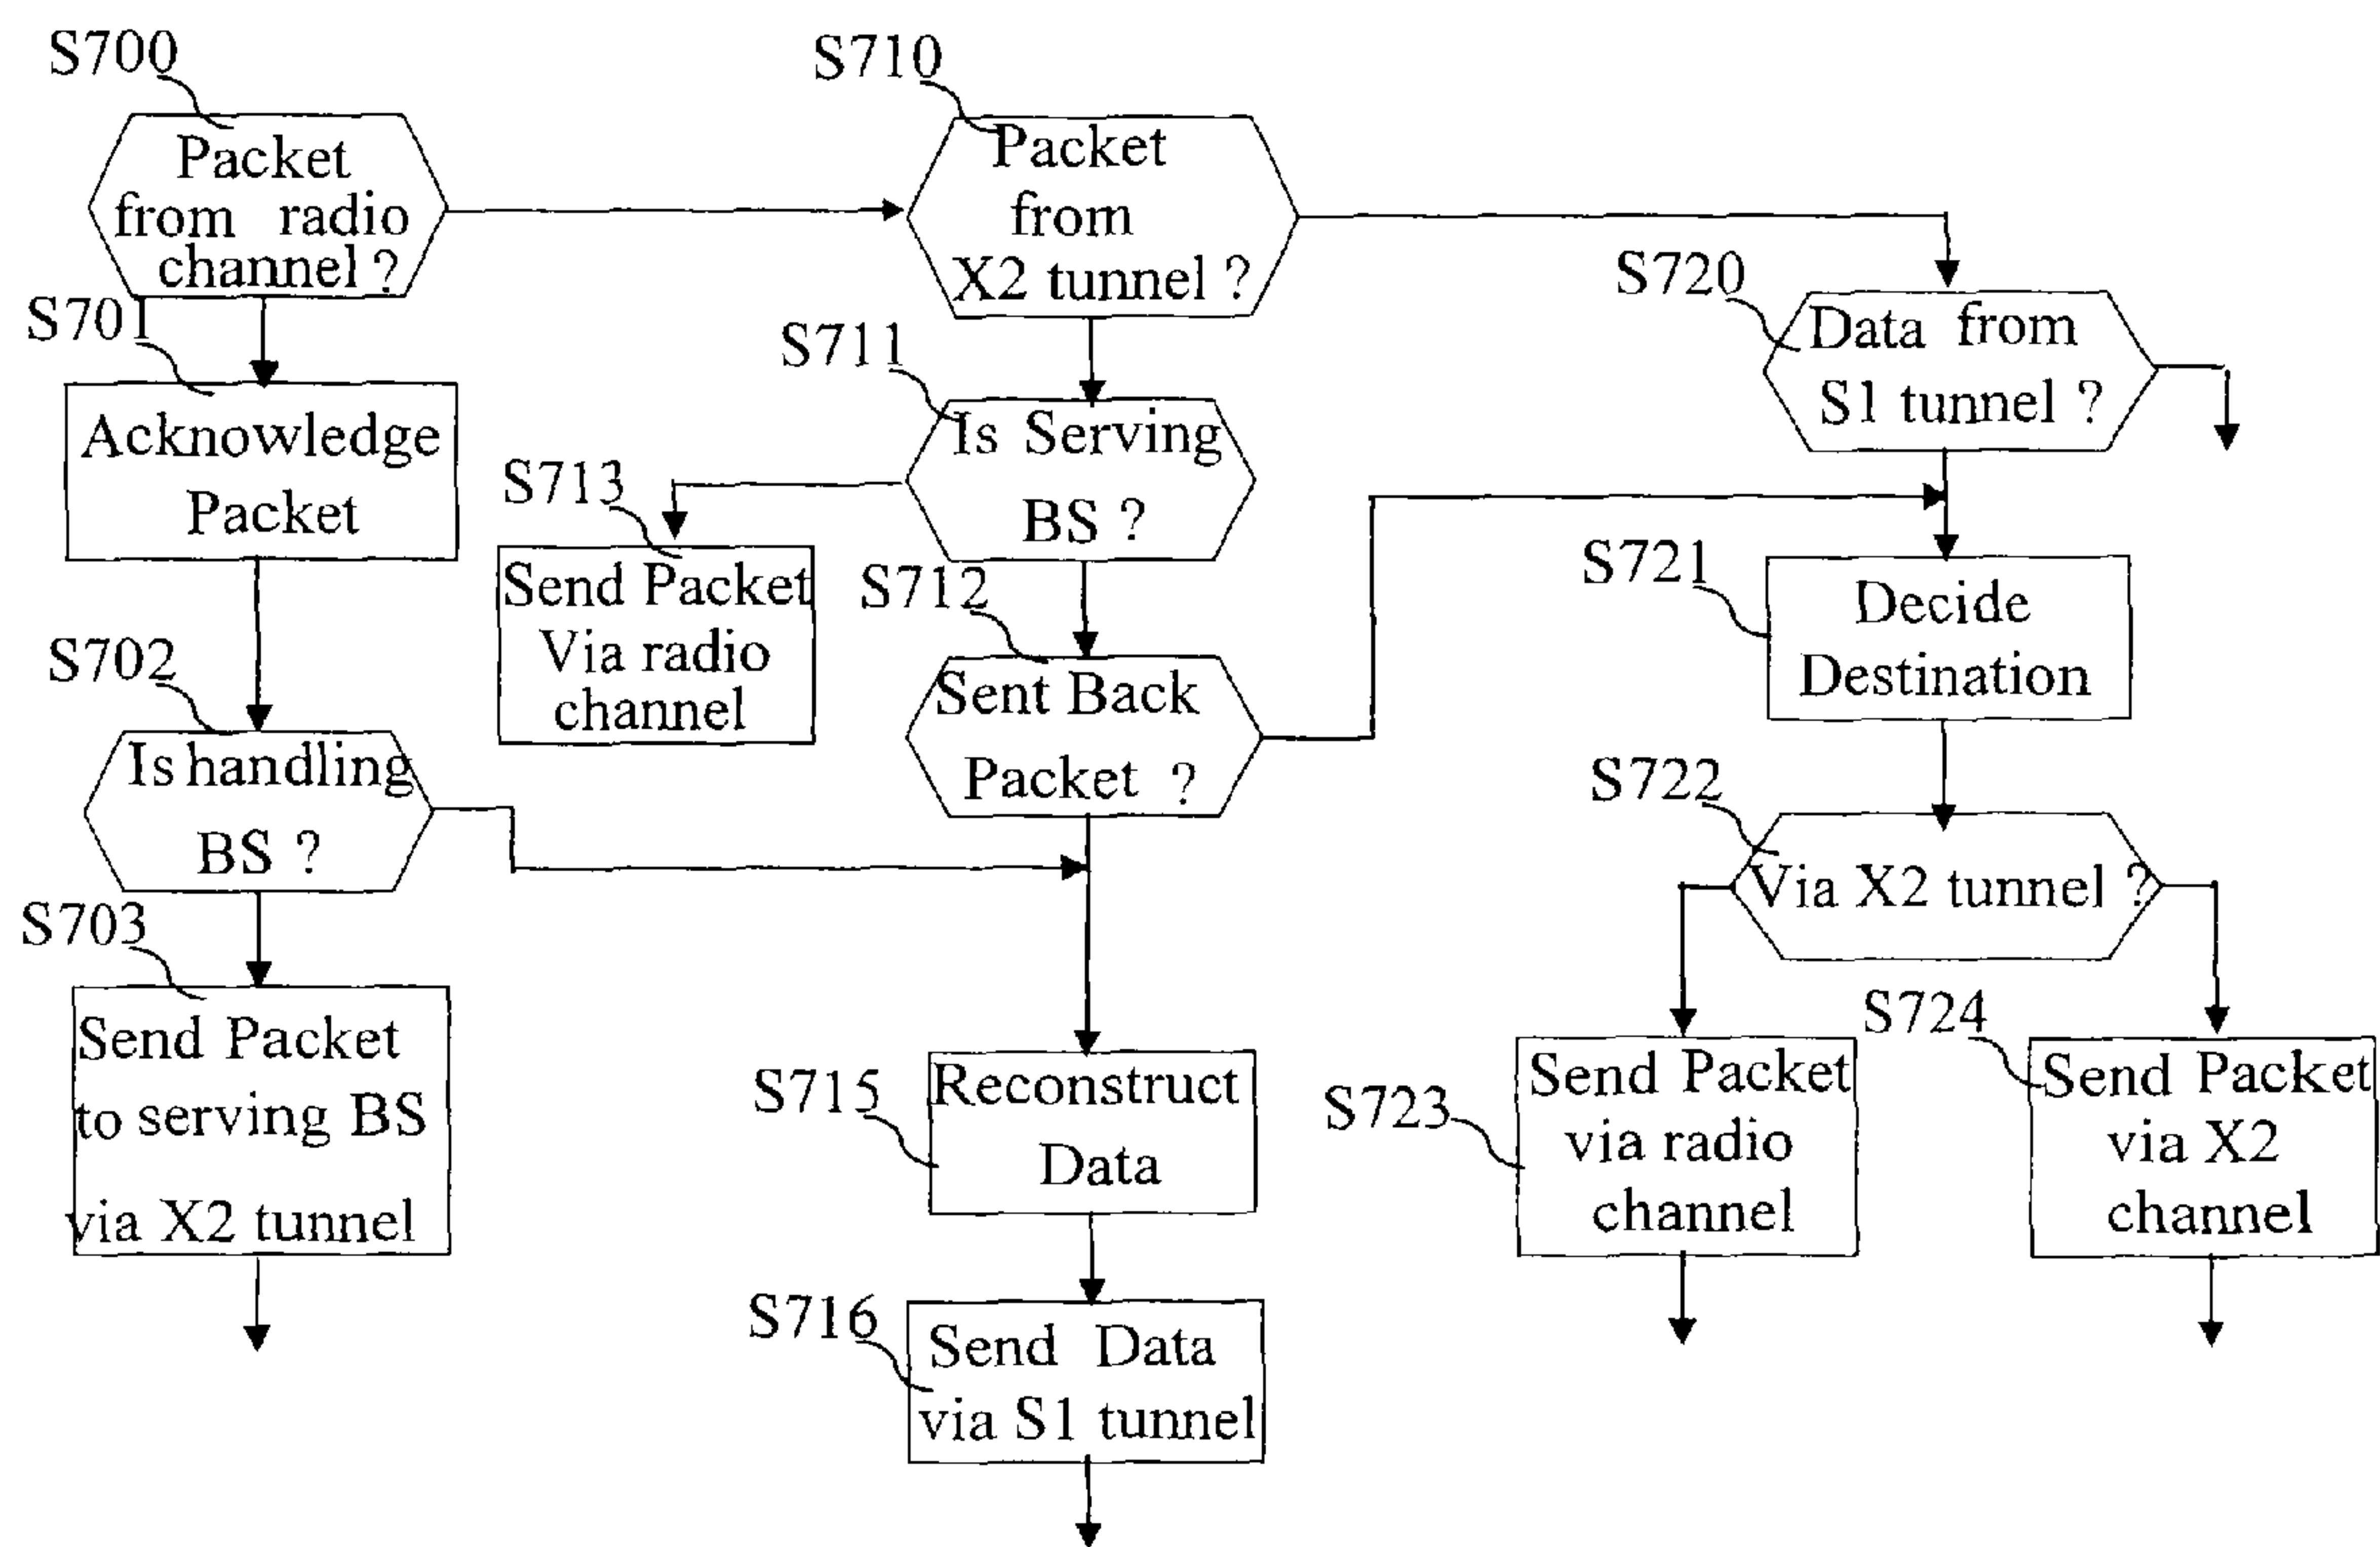 S700
Packet
from radio
channel ?
S701
Acknowledge
Packet
S702
Is handling
BS ?
S703
Send Packet
to serving BS
via X2 tunnel
S710
Packet
from
X2 tunnel ?
S711
Is Serving
BS ?
S713
Send Packet
Via radio
channel
S712
Sent Back
Packet ?
S715
Reconstruct
Data
S716
Send Data
via S1 tunnel
S720
Data from
S1 tunnel ?
S721
Decide
Destination
S722
Via X2 tunnel ?
S723
Send Packet
via radio
channel
S724
Send Packet
via X2
channel